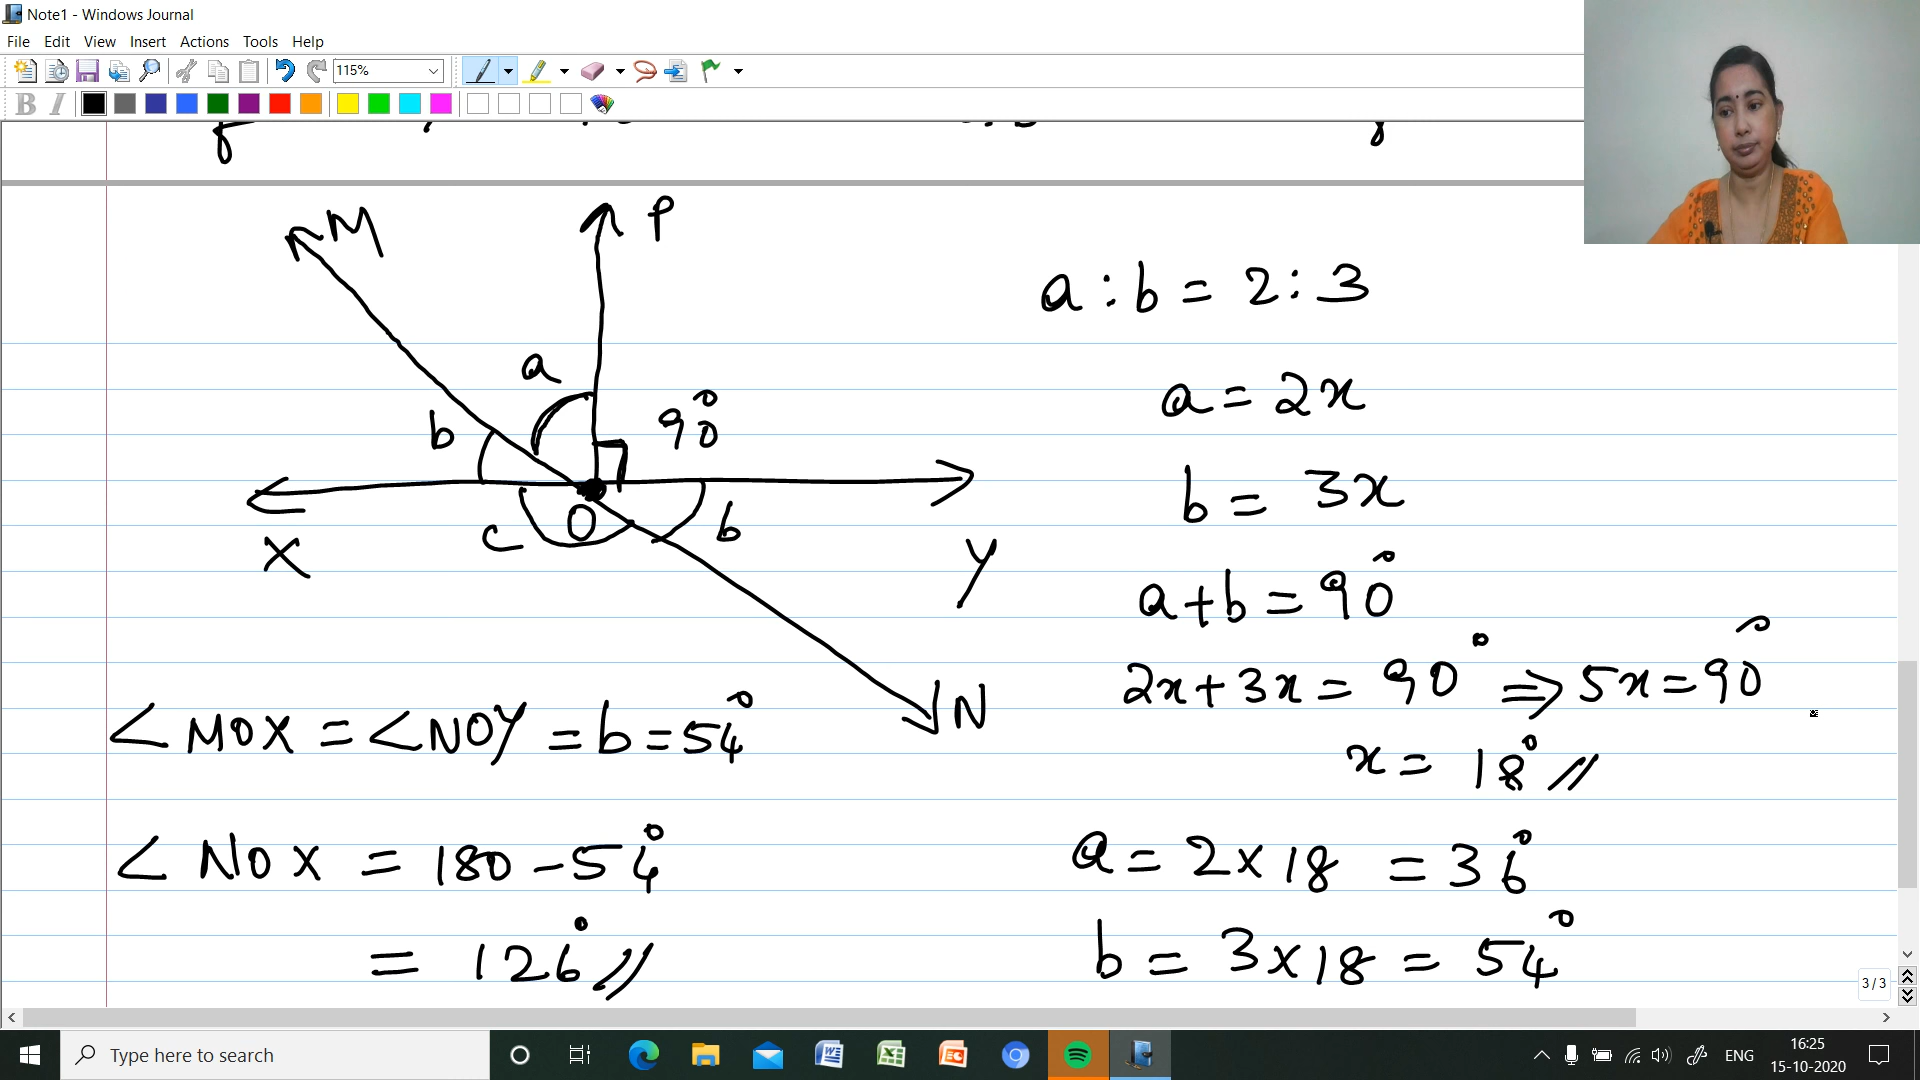 Note1 - Windows Journal
File Edit View Insert Actions Tools Help
115%
B I
M P
a : b = 2 : 3
a
a = 2x
b 90°
b = 3x
c O b
X Y
a+b = 90°
2x+3x = 90° ⇒ 5x = 90°
N
∠MOX = ∠NOY = b = 54°
x = 18° //
∠NOX = 180 - 54°
a = 2 × 18 = 36°
= 126° //
b = 3 × 18 = 54°
3 / 3
Type here to search
ENG
16:25
15-10-2020